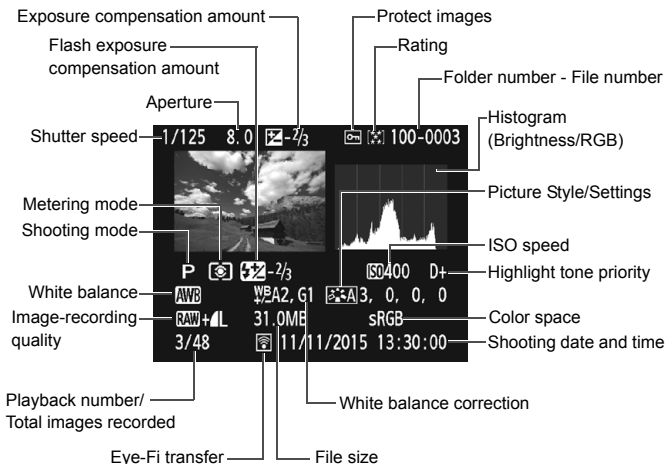 Exposure compensation amount
Protect images
Flash exposure
compensation amount
Rating
Folder number - File number
Aperture
Histogram
(Brightness/RGB)
Shutter speed
1/125 8.0 -2/3 100-0003
Picture Style/Settings
Metering mode
Shooting mode
ISO speed
P -2/3 ISO400 D+
Highlight tone priority
White balance
AWB WB A2, G1 A 3, 0, 0, 0
Image-recording
quality
RAW+L 31.0MB sRGB
Color space
3/48 11/11/2015 13:30:00
Shooting date and time
Playback number/
Total images recorded
White balance correction
Eye-Fi transfer
File size